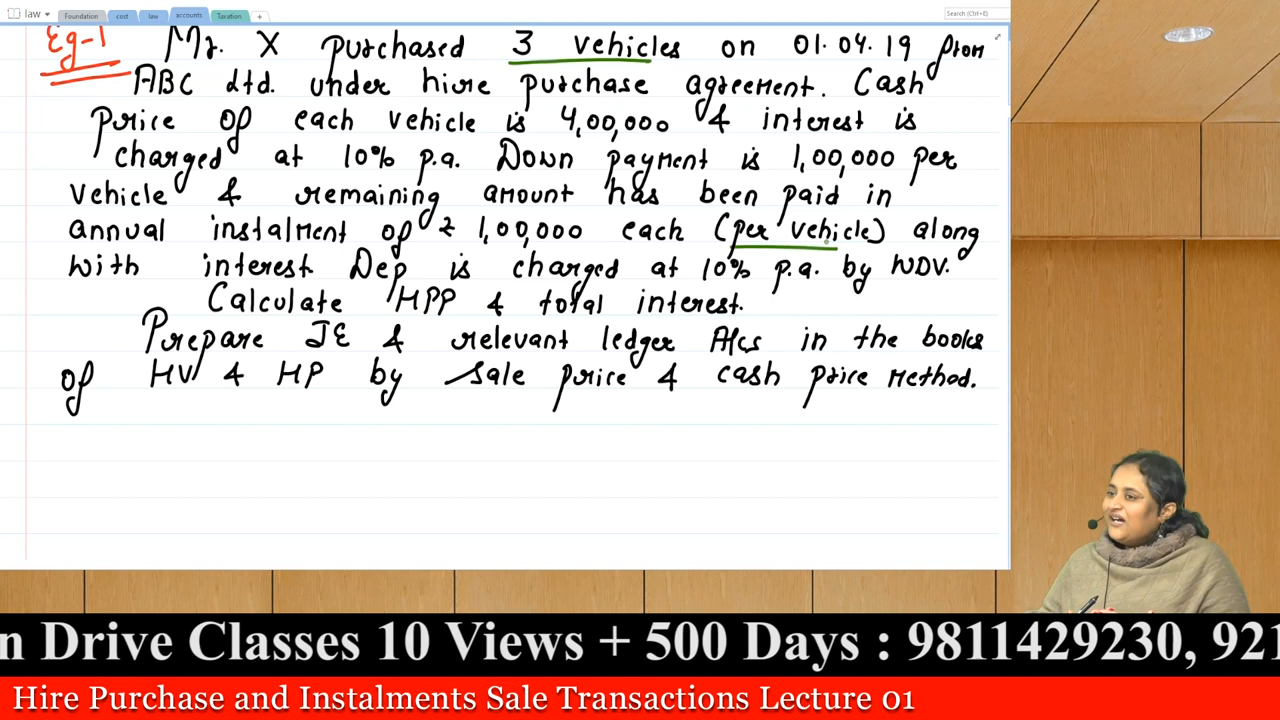 law
Foundation
cost
law
accounts
Taxation
Search (Ctrl+E)
Eg-1 Mr. X purchased 3 vehicles on 01.04.19 from
ABC Ltd. under hire purchase agreement. Cash
Price of each vehicle is 4,00,000 & interest is
charged at 10% p.a. Down payment is 1,00,000 per
vehicle & remaining amount has been paid in
annual instalment of ₹ 1,00,000 each (per vehicle) along
with interest. Dep is charged at 10% p.a. by WDV.
Calculate HPP & total interest.
Prepare JE & relevant ledger A/cs in the books
of HV & HP by Sale price & cash price method.
n Drive Classes 10 Views + 500 Days : 9811429230, 921
Hire Purchase and Instalments Sale Transactions Lecture 01